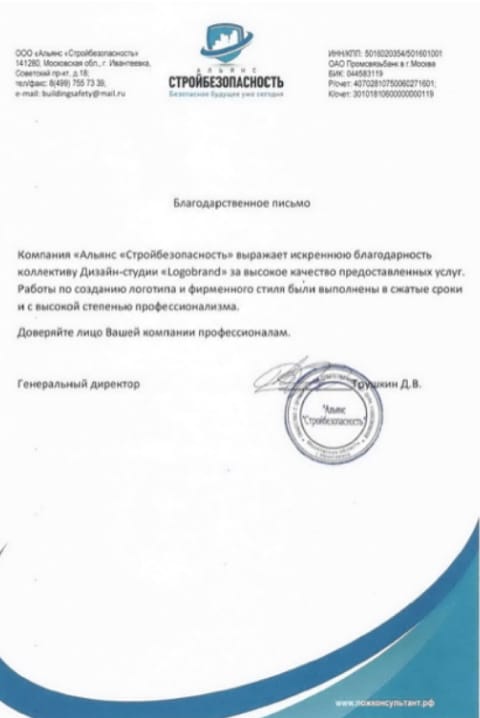 ООО «Альянс «Стройбезопасность»
141280, Московская обл., г. Ивантеевка,
Советский пр-кт, д.18;
тел/факс: 8(499) 755 73 39;
e-mail: buildingsafety@mail.ru
АЛЬЯНС
СТРОЙБЕЗОПАСНОСТЬ
Безопасное будущее уже сегодня
ИНН/КПП: 5016020354/501601001
ОАО Промсвязьбанк в г.Москва
БИК: 044583119
Р/счет: 40702810750060271601;
К/счет: 30101810600000000119
Благодарственное письмо
Компания «Альянс «Стройбезопасность» выражает искреннюю благодарность
коллективу Дизайн-студии «Logobrand» за высокое качество предоставленных услуг.
Работы по созданию логотипа и фирменного стиля были выполнены в сжатые сроки
и с высокой степенью профессионализма.
Доверяйте лицо Вашей компании профессионалам.
Генеральный директор
Трушкин Д.В.
"Альянс
"Стройбезопасность"
www.пожконсультант.рф